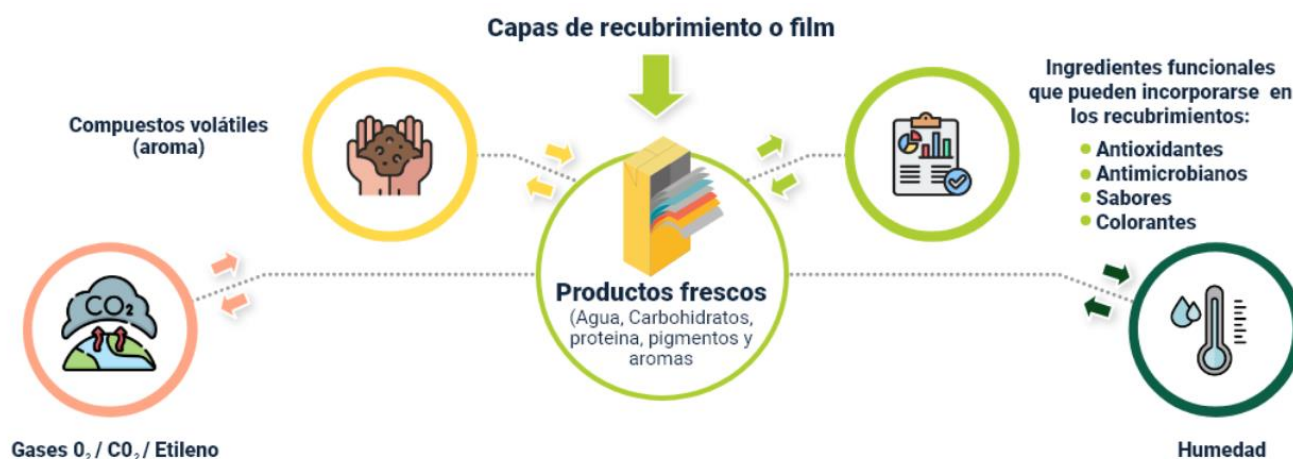 Capas de recubrimiento o film
Compuestos volátiles
(aroma)
Ingredientes funcionales
que pueden incorporarse en
los recubrimientos:
Antioxidantes
Antimicrobianos
Sabores
Colorantes
CO₂
Productos frescos
(Agua, Carbohidratos,
proteina, pigmentos y
aromas
Gases 0₂ / C0₂ / Etileno
Humedad